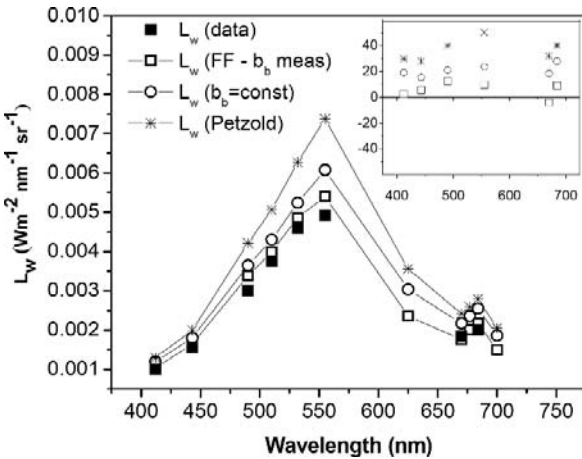 0.010
0.009
0.008
0.007
0.006
0.005
0.004
0.003
0.002
0.001
L_w (Wm⁻² nm⁻¹ sr⁻¹)
L_w (data)
L_w (FF - b_b meas)
L_w (b_b=const)
L_w (Petzold)
40
20
0
-20
-40
400 500 600 700
400 450 500 550 600 650 700 750
Wavelength (nm)